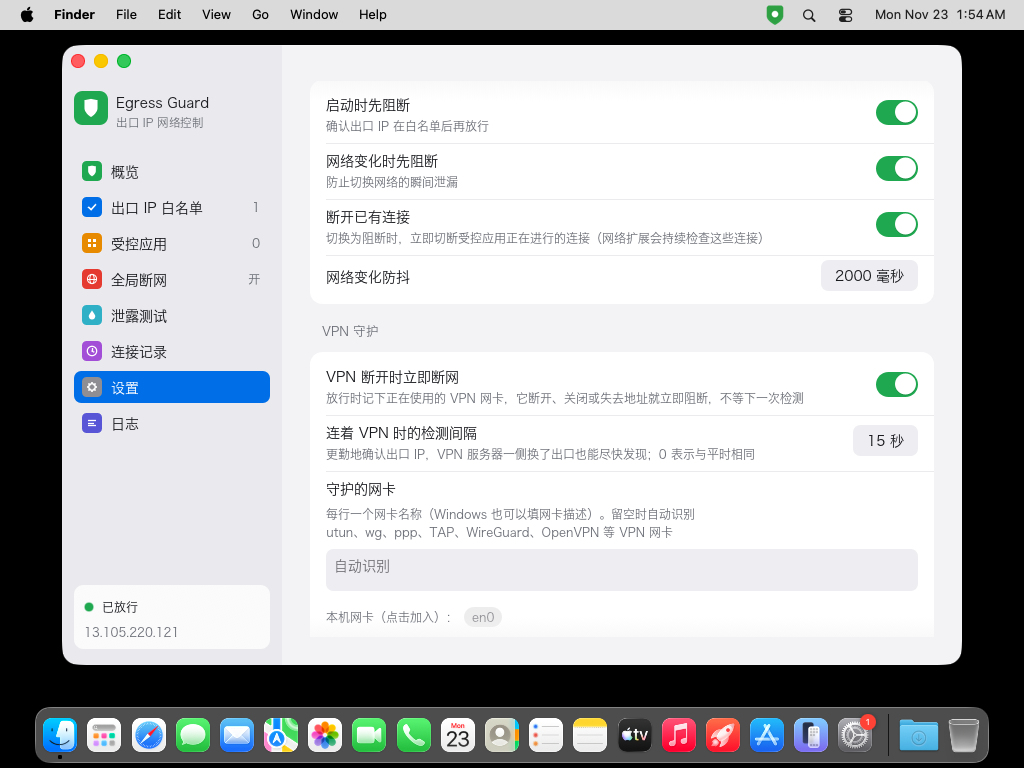 Finder File Edit View Go Window Help Mon Nov 23 1:54 AM
Egress Guard
出口 IP 网络控制
概览
出口 IP 白名单 1
受控应用 0
全局断网 开
泄露测试
连接记录
设置
日志
已放行
13.105.220.121
启动时先阻断
确认出口 IP 在白名单后再放行
网络变化时先阻断
防止切换网络的瞬间泄漏
断开已有连接
切换为阻断时，立即切断受控应用正在进行的连接（网络扩展会持续检查这些连接）
网络变化防抖 2000 毫秒
VPN 守护
VPN 断开时立即断网
放行时记下正在使用的 VPN 网卡，它断开、关闭或失去地址就立即阻断，不等下一次检测
连着 VPN 时的检测间隔 15 秒
更勤地确认出口 IP，VPN 服务器一侧换了出口也能尽快发现；0 表示与平时相同
守护的网卡
每行一个网卡名称（Windows 也可以填网卡描述）。留空时自动识别
utun、wg、ppp、TAP、WireGuard、OpenVPN 等 VPN 网卡
自动识别
本机网卡（点击加入）： en0
Mon
23
tv
1